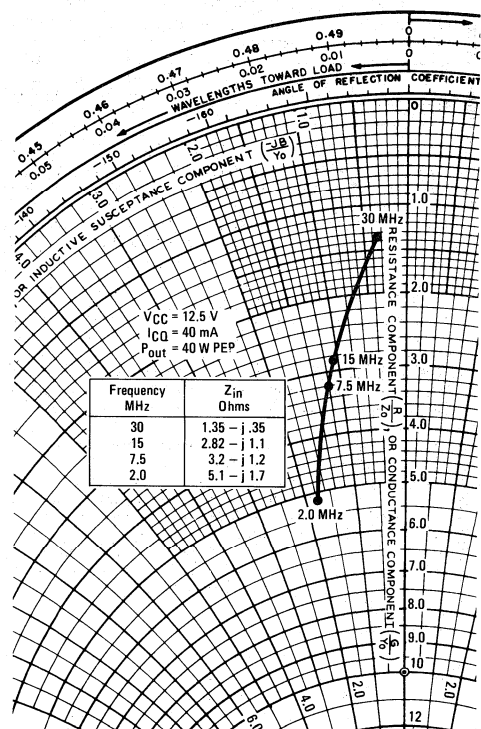 0.49
0.48
0.47
0.46
0.45
0
0
0.01
0.02
0.03
0.04
0.05
WAVELENGTHS TOWARD LOAD
ANGLE OF REFLECTION COEFFICIENT
-160
-150
-140
OR INDUCTIVE SUSCEPTANCE COMPONENT (-JB/Yo)
1.0
2.0
3.0
4.0
0
1.0
2.0
3.0
4.0
5.0
6.0
7.0
8.0
9.0
10
12
RESISTANCE COMPONENT (R/Zo), OR CONDUCTANCE COMPONENT (G/Yo)
30 MHz
15 MHz
7.5 MHz
2.0 MHz
VCC = 12.5 V
ICQ = 40 mA
Pout = 40 W PEP
Frequency MHz Zin Ohms
30 1.35 – j .35
15 2.82 – j 1.1
7.5 3.2 – j 1.2
2.0 5.1 – j 1.7
6.0
4.0
2.0
2.0